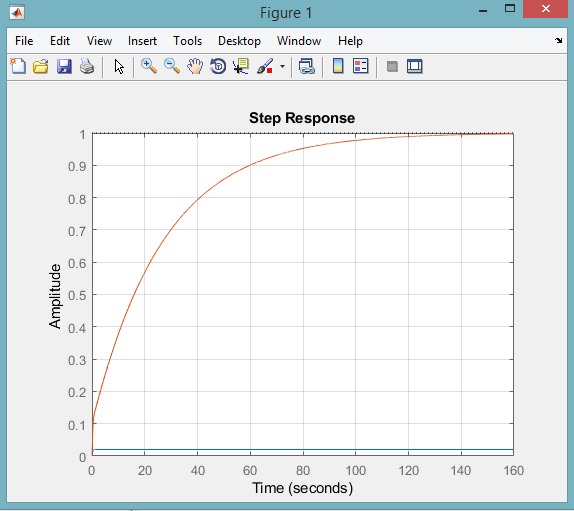 Figure 1
File Edit View Insert Tools Desktop Window Help
Step Response
1
0.9
0.8
0.7
0.6
0.5
0.4
0.3
0.2
0.1
0
Amplitude
0 20 40 60 80 100 120 140 160
Time (seconds)